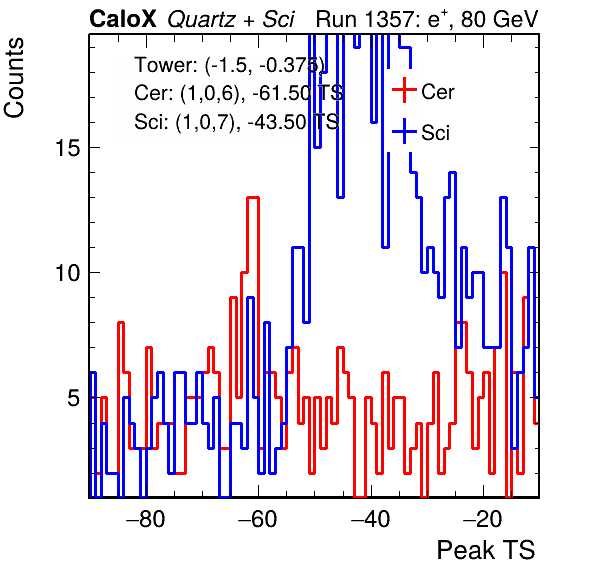 CaloX Quartz + Sci Run 1357: e⁺, 80 GeV
Counts
Tower: (-1.5, -0.375)
Cer: (1,0,6), -61.50 TS
Sci: (1,0,7), -43.50 TS
Cer
Sci
15
10
5
−80 −60 −40 −20
Peak TS